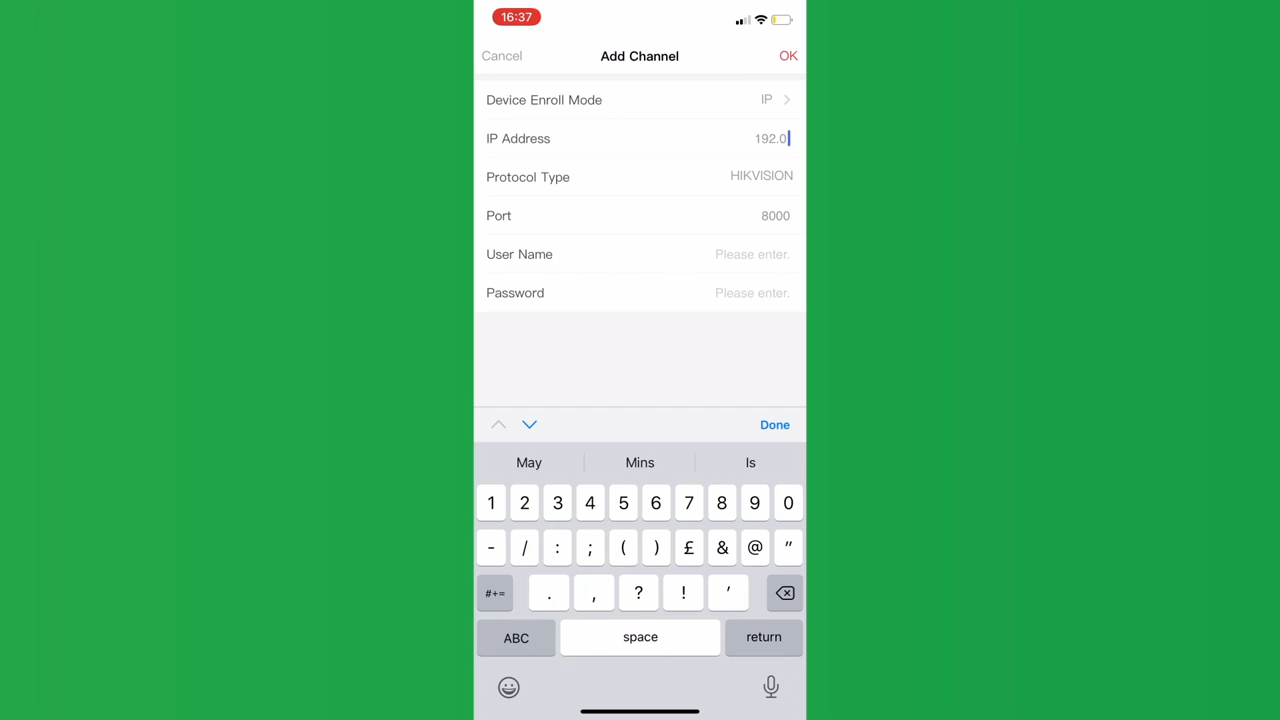 16:37
Cancel Add Channel OK
Device Enroll Mode IP
IP Address 192.0
Protocol Type HIKVISION
Port 8000
User Name Please enter.
Password Please enter.
Done
May Mins Is
1 2 3 4 5 6 7 8 9 0
- / : ; ( ) £ & @ "
#+= . , ? ! '
ABC space return